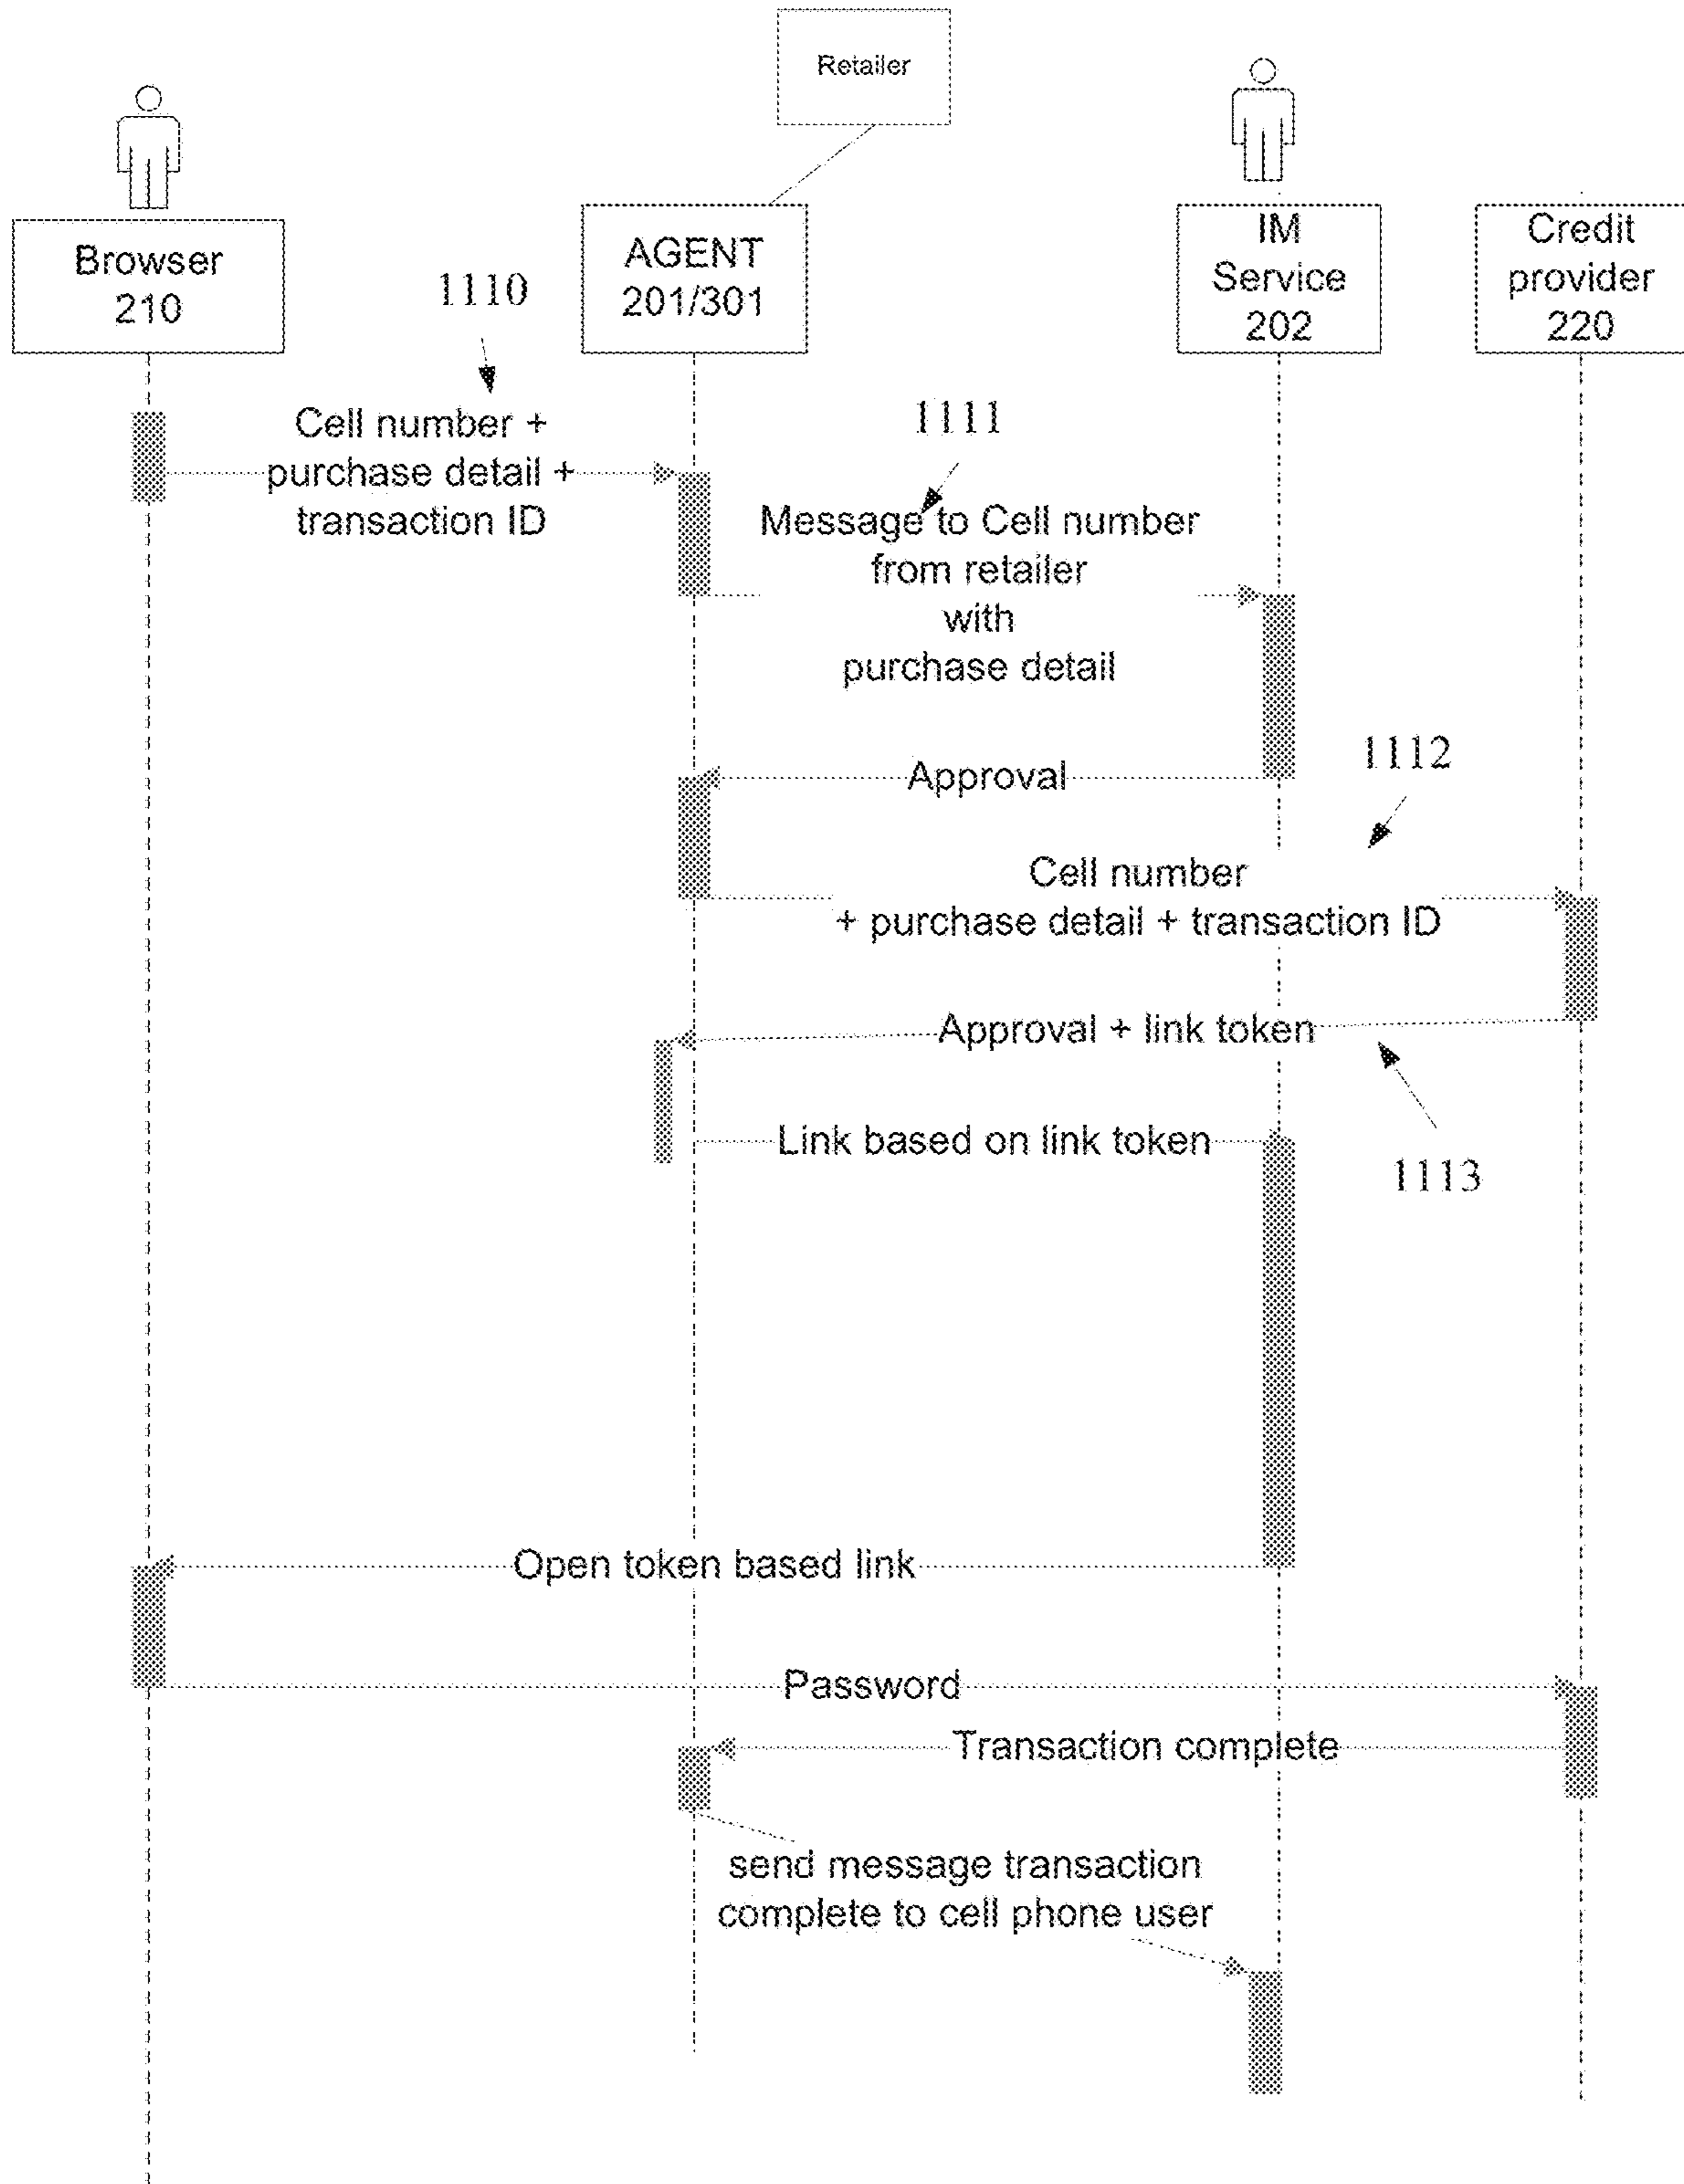 Retailer
Browser
210
AGENT
201/301
IM
Service
202
Credit
provider
220
1110
Cell number +
purchase detail +
transaction ID
1111
Message to Cell number
from retailer
with
purchase detail
Approval
1112
Cell number
+ purchase detail + transaction ID
Approval + link token
Link based on link token
1113
Open token based link
Password
Transaction complete
send message transaction
complete to cell phone user